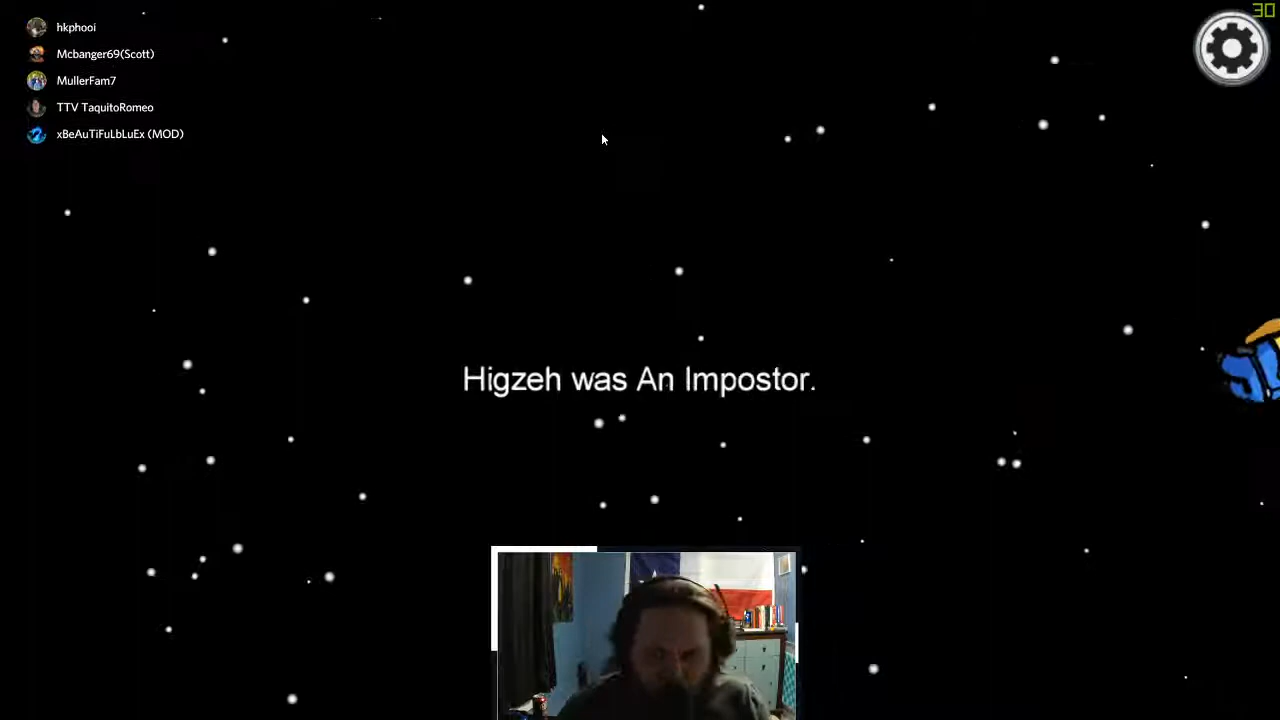 30
hkphooi
Mcbanger69(Scott)
MullerFam7
TTV TaquitoRomeo
xBeAuTiFuLbLuEx (MOD)
Higzeh was An Impostor.